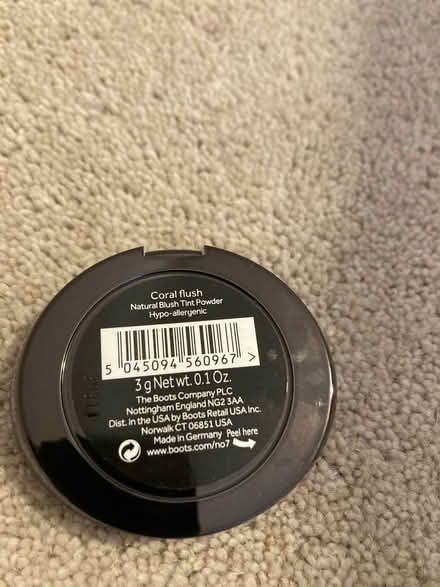 Coral flush
Natural Blush Tint Powder
Hypo-allergenic
5 045094 560967 >
3 g Net wt. 0.1 Oz.
The Boots Company PLC
Nottingham England NG2 3AA
Dist. in the USA by Boots Retail USA Inc.
Norwalk CT 06851 USA
Made in Germany Peel here
www.boots.com/no7